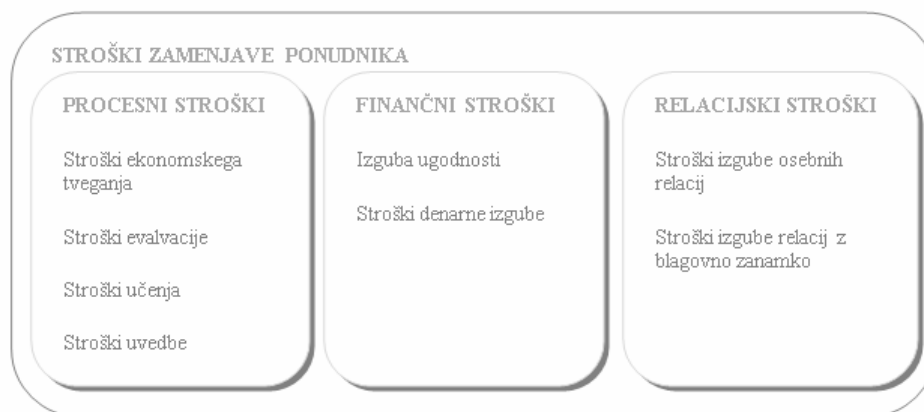 STROŠKI ZAMENJAVE PONUDNIKA
PROCESNI STROŠKI
Stroški ekonomskega
tveganja
Stroški evalvacije
Stroški učenja
Stroški uvedbe
FINANČNI STROŠKI
Izguba ugodnosti
Stroški denarne izgube
RELACIJSKI STROŠKI
Stroški izgube osebnih
relacij
Stroški izgube relacij z
blagovno zanamko